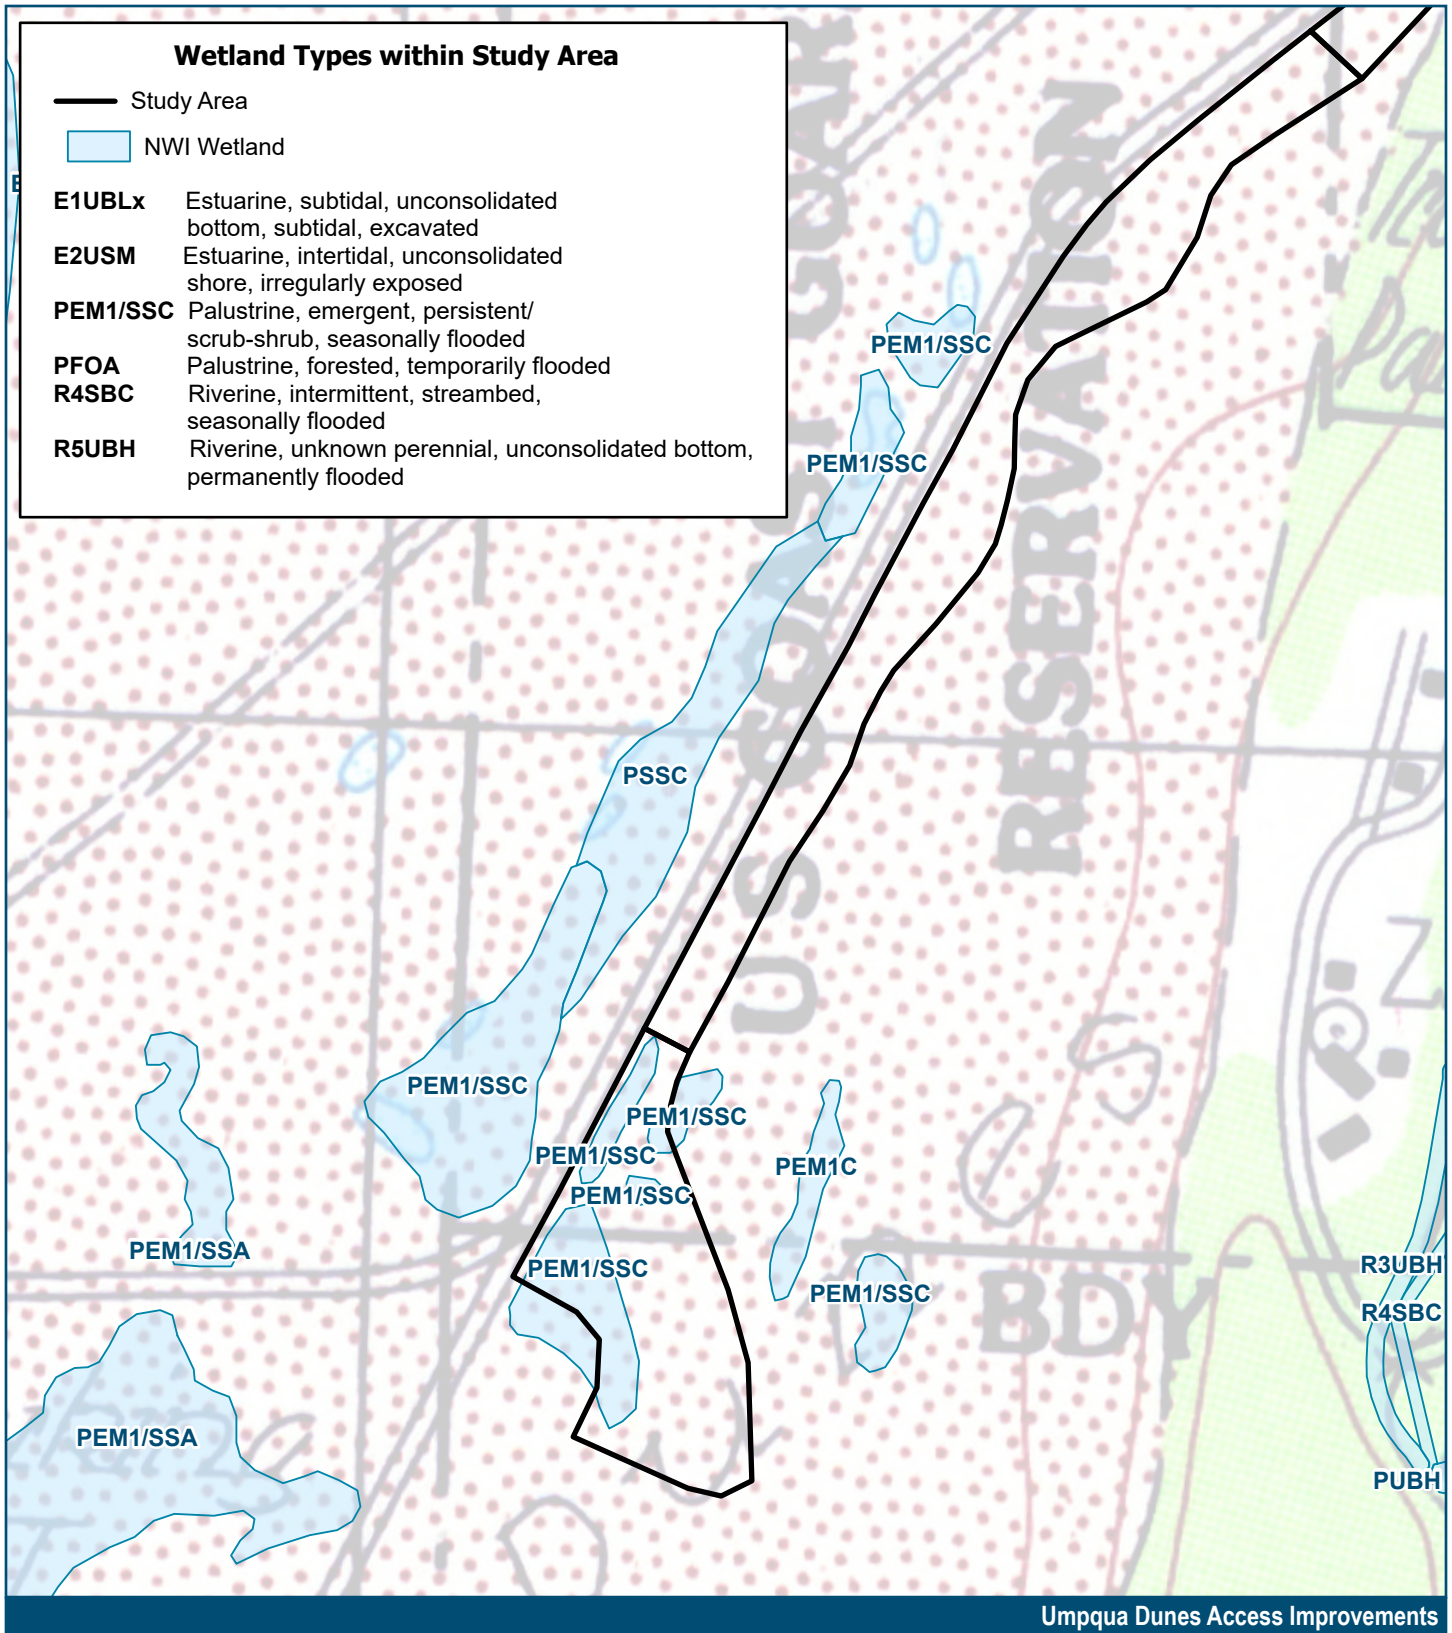 Wetland Types within Study Area
Study Area
NWI Wetland
E1UBLx Estuarine, subtidal, unconsolidated
bottom, subtidal, excavated
E2USM Estuarine, intertidal, unconsolidated
shore, irregularly exposed
PEM1/SSC Palustrine, emergent, persistent/
scrub-shrub, seasonally flooded
PFOA Palustrine, forested, temporarily flooded
R4SBC Riverine, intermittent, streambed,
seasonally flooded
R5UBH Riverine, unknown perennial, unconsolidated bottom,
permanently flooded
US COAST GUARD
RESERVATION
PEM1/SSC
PEM1/SSC
PSSC
PEM1/SSC
PEM1/SSC
PEM1/SSC
PEM1/SSC
PEM1C
PEM1/SSA
PEM1/SSC
PEM1/SSC
BDY
R3UBH
R4SBC
PEM1/SSA
PUBH
Umpqua Dunes Access Improvements